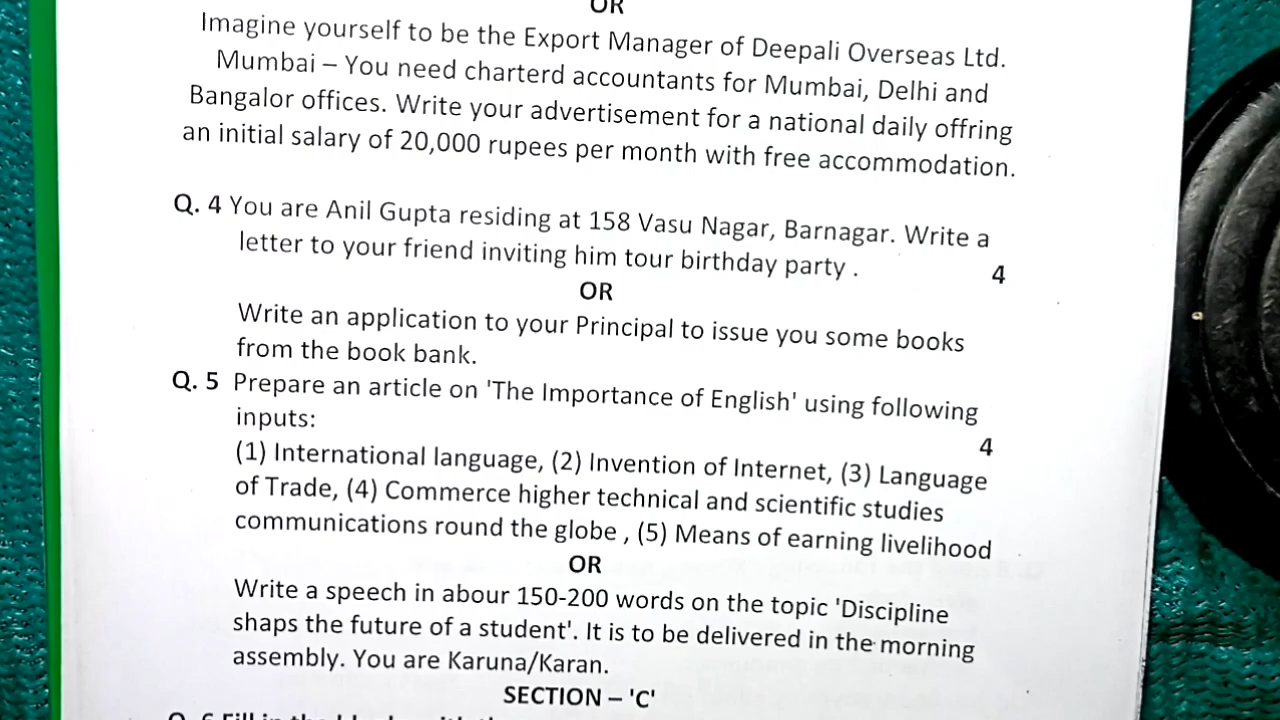 OR
Imagine yourself to be the Export Manager of Deepali Overseas Ltd.
Mumbai – You need charterd accountants for Mumbai, Delhi and
Bangalor offices. Write your advertisement for a national daily offring
an initial salary of 20,000 rupees per month with free accommodation.
Q. 4 You are Anil Gupta residing at 158 Vasu Nagar, Barnagar. Write a
letter to your friend inviting him tour birthday party . 4
OR
Write an application to your Principal to issue you some books
from the book bank.
Q. 5 Prepare an article on 'The Importance of English' using following
inputs: 4
(1) International language, (2) Invention of Internet, (3) Language
of Trade, (4) Commerce higher technical and scientific studies
communications round the globe , (5) Means of earning livelihood
OR
Write a speech in abour 150-200 words on the topic 'Discipline
shaps the future of a student'. It is to be delivered in the morning
assembly. You are Karuna/Karan.
SECTION – 'C'
Q. 6 Fill in the blanks with